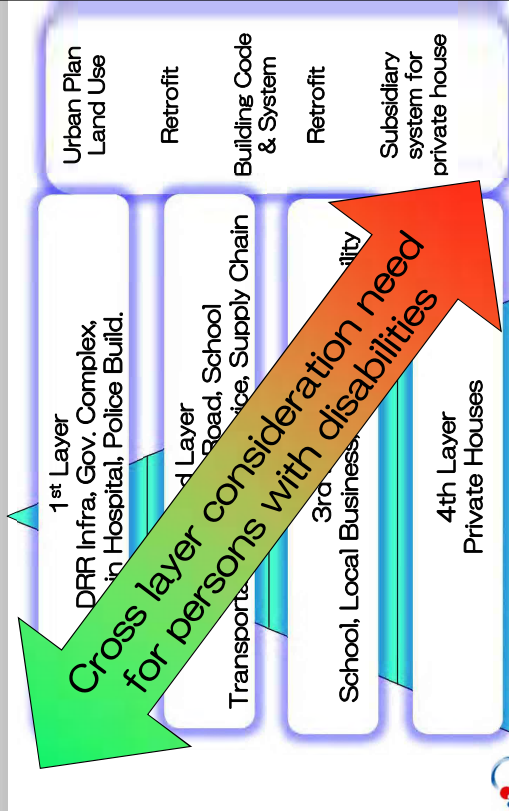 Urban Plan
Land Use
Retrofit
Building Code
& System
Retrofit
Subsidiary
system for
private house
1st Layer
DRR Infra, Gov. Complex,
in Hospital, Police Build.
Layer
Road, School
Supply Chain
3rd
School, Local Business,
4th Layer
Private Houses
Cross layer consideration need
for persons with disabilities